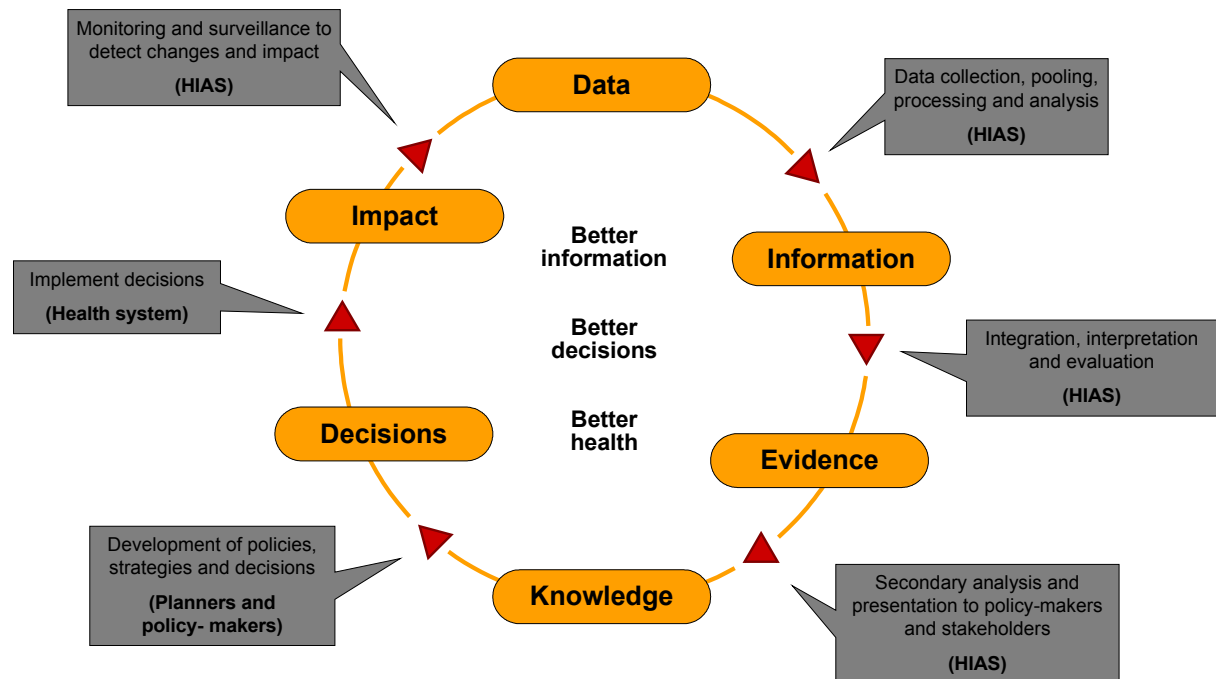 Monitoring and surveillance to
detect changes and impact
(HIAS)
Data
Data collection, pooling,
processing and analysis
(HIAS)
Impact
Better
information
Information
Implement decisions
(Health system)
Better
decisions
Integration, interpretation
and evaluation
(HIAS)
Decisions
Better
health
Evidence
Development of policies,
strategies and decisions
(Planners and
policy- makers)
Knowledge
Secondary analysis and
presentation to policy-makers
and stakeholders
(HIAS)